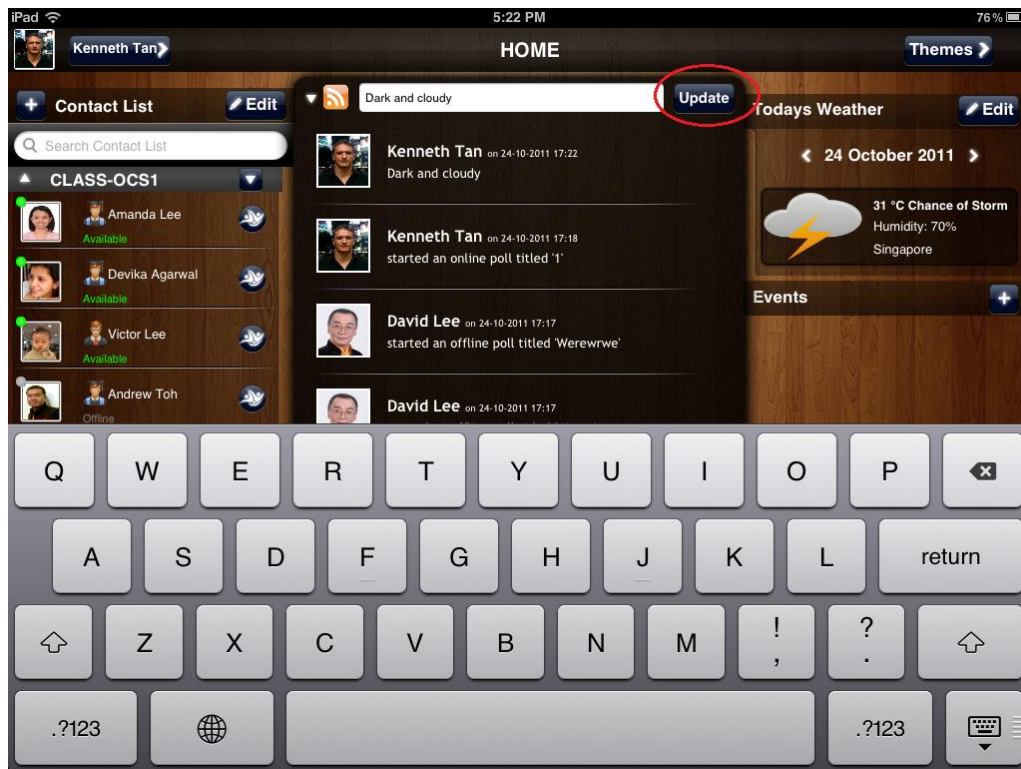 iPad 5:22 PM 76%
Kenneth Tan HOME Themes
Contact List Edit
Search Contact List
CLASS-OCS1
Amanda Lee
Available
Devika Agarwal
Available
Victor Lee
Available
Andrew Toh
Offline
Dark and cloudy Update
Kenneth Tan on 24-10-2011 17:22
Dark and cloudy
Kenneth Tan on 24-10-2011 17:18
started an online poll titled '1'
David Lee on 24-10-2011 17:17
started an offline poll titled 'Werewrwe'
David Lee on 24-10-2011 17:17
Todays Weather Edit
24 October 2011
31 °C Chance of Storm
Humidity: 70%
Singapore
Events
Q W E R T Y U I O P
A S D F G H J K L return
Z X C V B N M ! , ? .
.?123 .?123